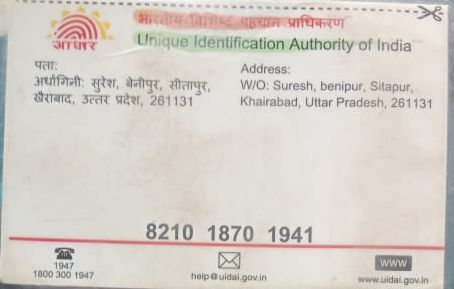 भारतीय विशिष्ट पहचान प्राधिकरण
आधार
Unique Identification Authority of India
पता:
अर्धांगिनी: सुरेश, बेनीपुर, सीतापुर,
खैराबाद, उत्तर प्रदेश, 261131
Address:
W/O: Suresh, benipur, Sitapur,
Khairabad, Uttar Pradesh, 261131
8210 1870 1941
1947
1800 300 1947
help@uidai.gov.in
www
www.uidai.gov.in